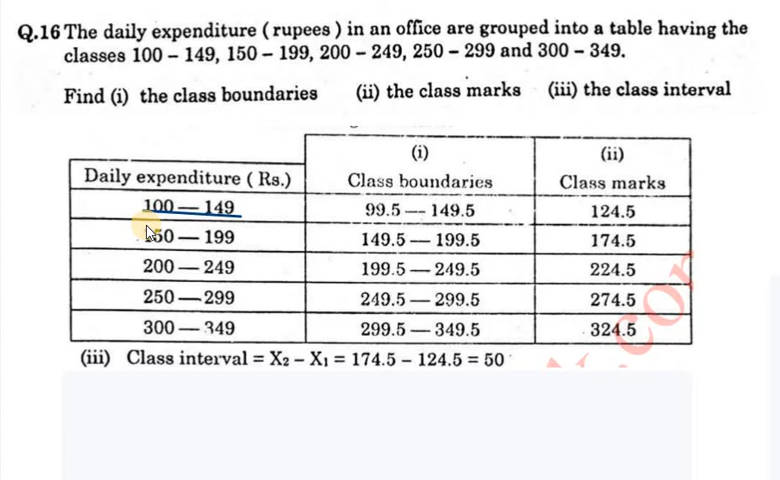 Q.16 The daily expenditure ( rupees ) in an office are grouped into a table having the
classes 100 – 149, 150 – 199, 200 – 249, 250 – 299 and 300 – 349.
Find (i) the class boundaries (ii) the class marks (iii) the class interval
Daily expenditure ( Rs.) (i) Class boundaries (ii) Class marks
100 — 149 99.5 — 149.5 124.5
150 — 199 149.5 — 199.5 174.5
200 — 249 199.5 — 249.5 224.5
250 — 299 249.5 — 299.5 274.5
300 — 349 299.5 — 349.5 324.5
(iii) Class interval = X₂ – X₁ = 174.5 – 124.5 = 50